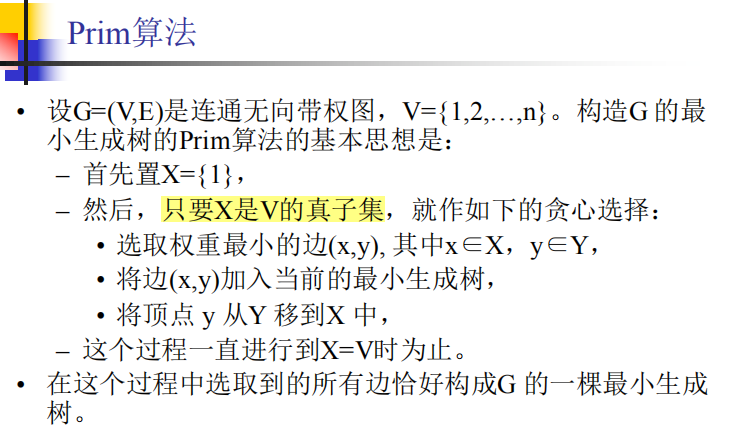 Prim算法
• 设G=(V,E)是连通无向带权图，V={1,2,…,n}。构造G 的最
小生成树的Prim算法的基本思想是：
– 首先置X={1}，
– 然后，只要X是V的真子集，就作如下的贪心选择：
• 选取权重最小的边(x,y), 其中x∈X，y∈Y，
• 将边(x,y)加入当前的最小生成树，
• 将顶点 y 从Y 移到X 中，
– 这个过程一直进行到X=V时为止。
• 在这个过程中选取到的所有边恰好构成G 的一棵最小生成
树。